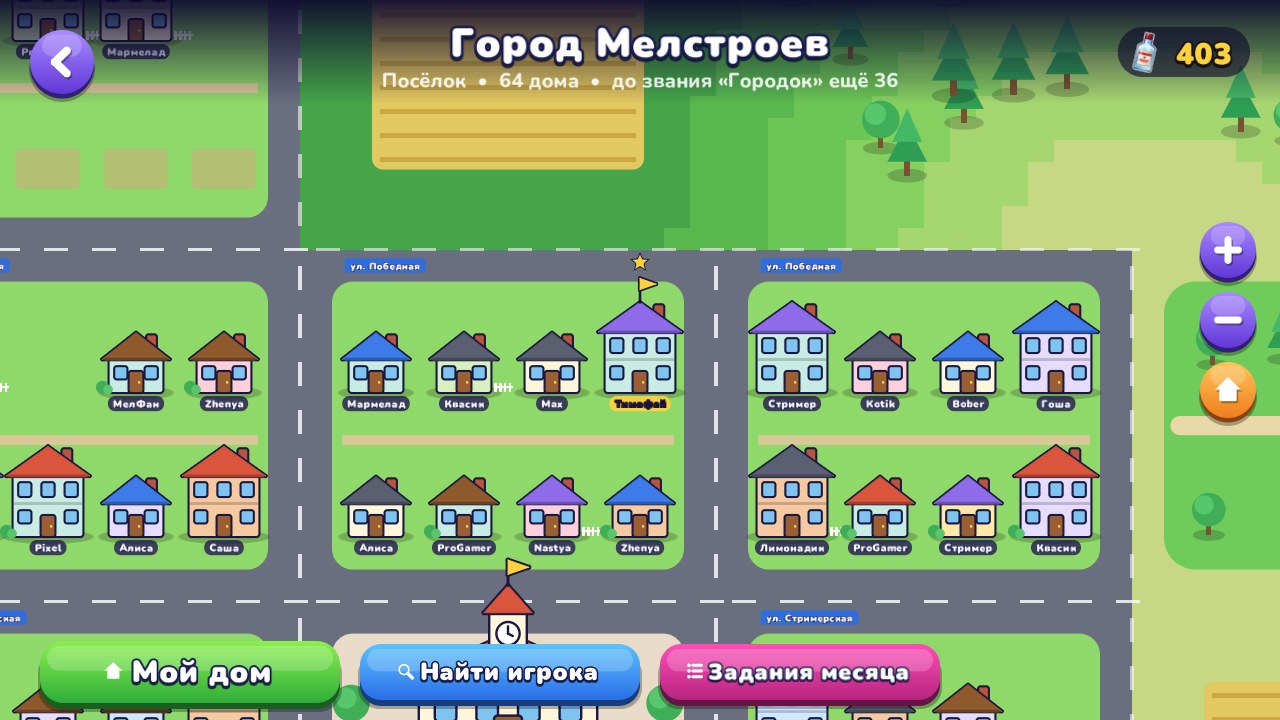 Мармелад
Город Мелстроев
Посёлок • 64 дома • до звания «Городок» ещё 36
403
ул. Победная
ул. Победная
МелФан
Zhenya
Мармелад
Квасик
Max
Тимофей
Стример
Kotik
Bober
Гоша
Pixel
Алиса
Саша
Алиса
ProGamer
Nastya
Zhenya
Лимонадик
ProGamer
Стример
Квасик
ул. Стримерская
Мой дом
Найти игрока
Задания месяца